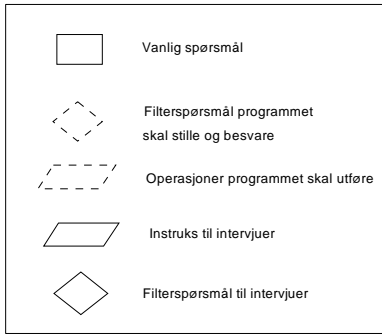 Vanlig spørsmål
Filterspørsmål programmet
skal stille og besvare
Operasjoner programmet skal utføre
Instruks til intervjuer
Filterspørsmål til intervjuer